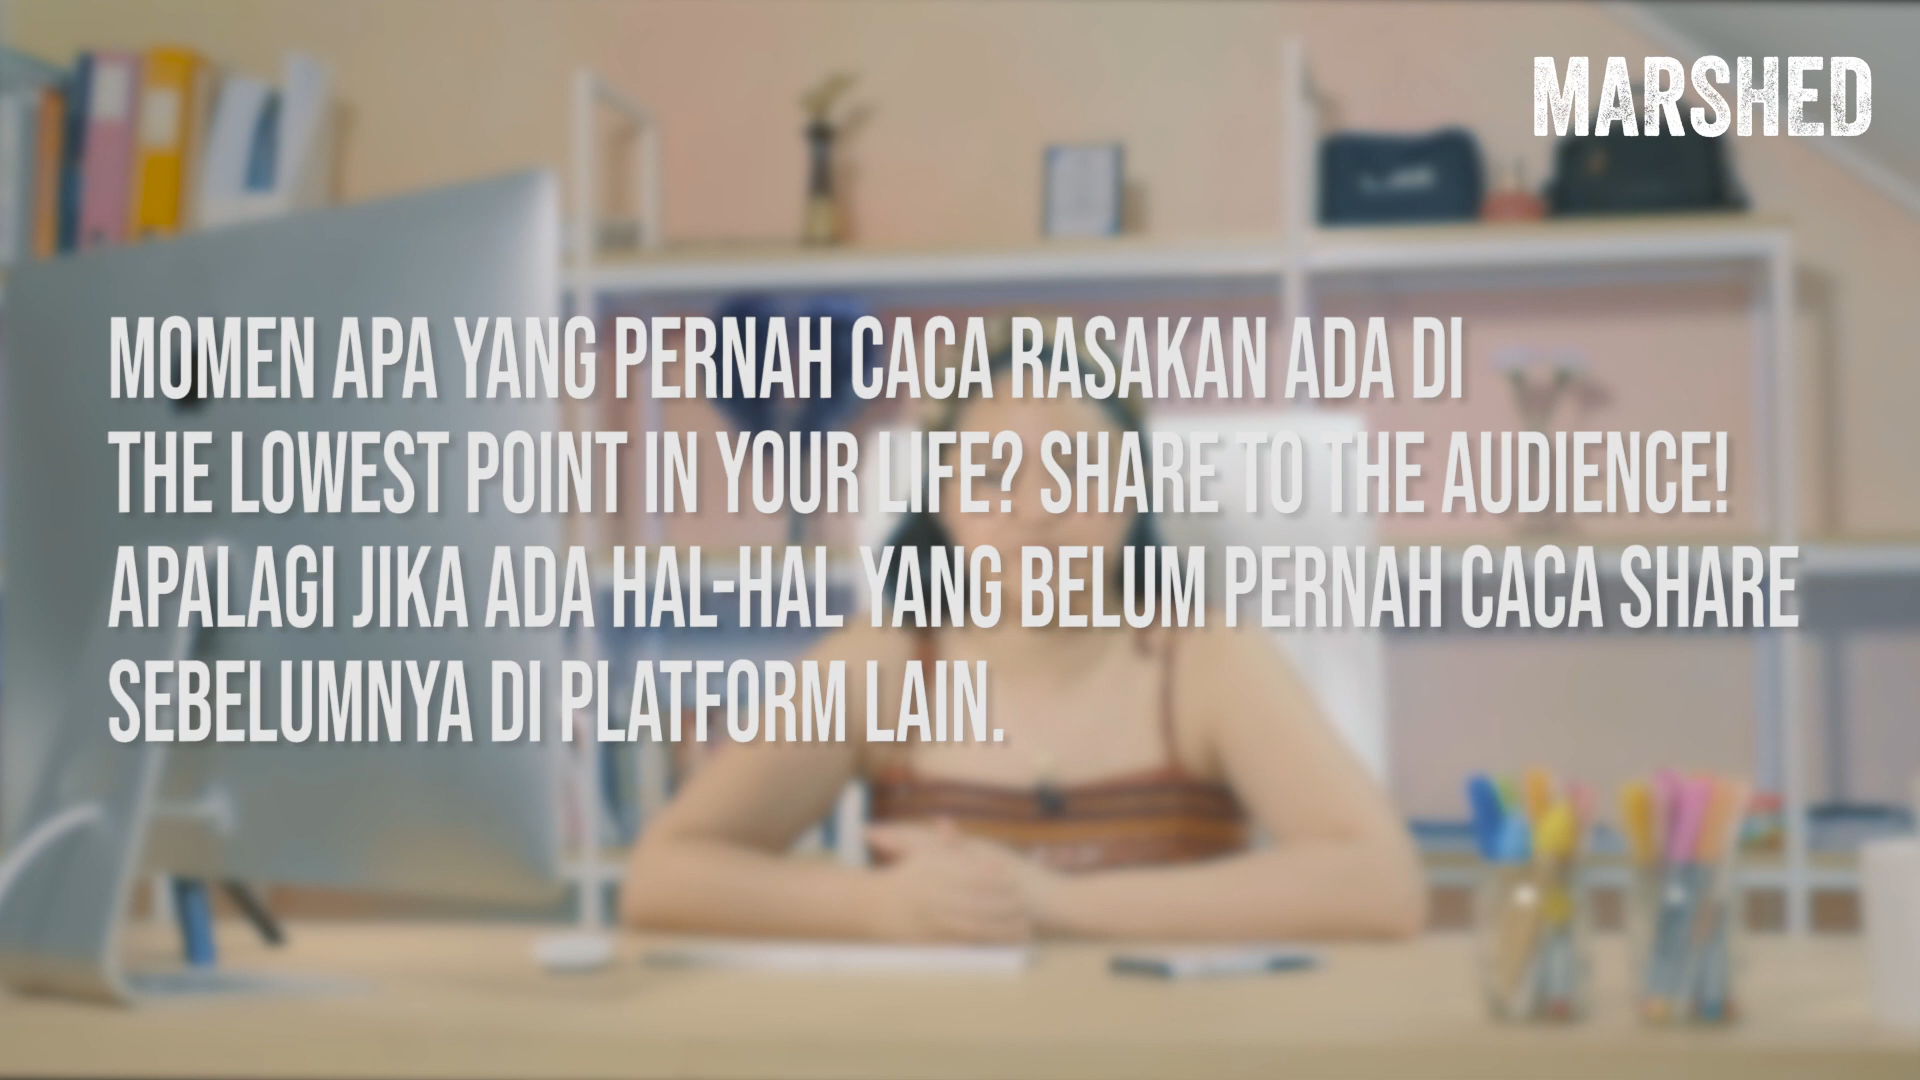 MARSHED
MOMEN APA YANG PERNAH CACA RASAKAN ADA DI
THE LOWEST POINT IN YOUR LIFE? SHARE TO THE AUDIENCE!
APALAGI JIKA ADA HAL-HAL YANG BELUM PERNAH CACA SHARE
SEBELUMNYA DI PLATFORM LAIN.